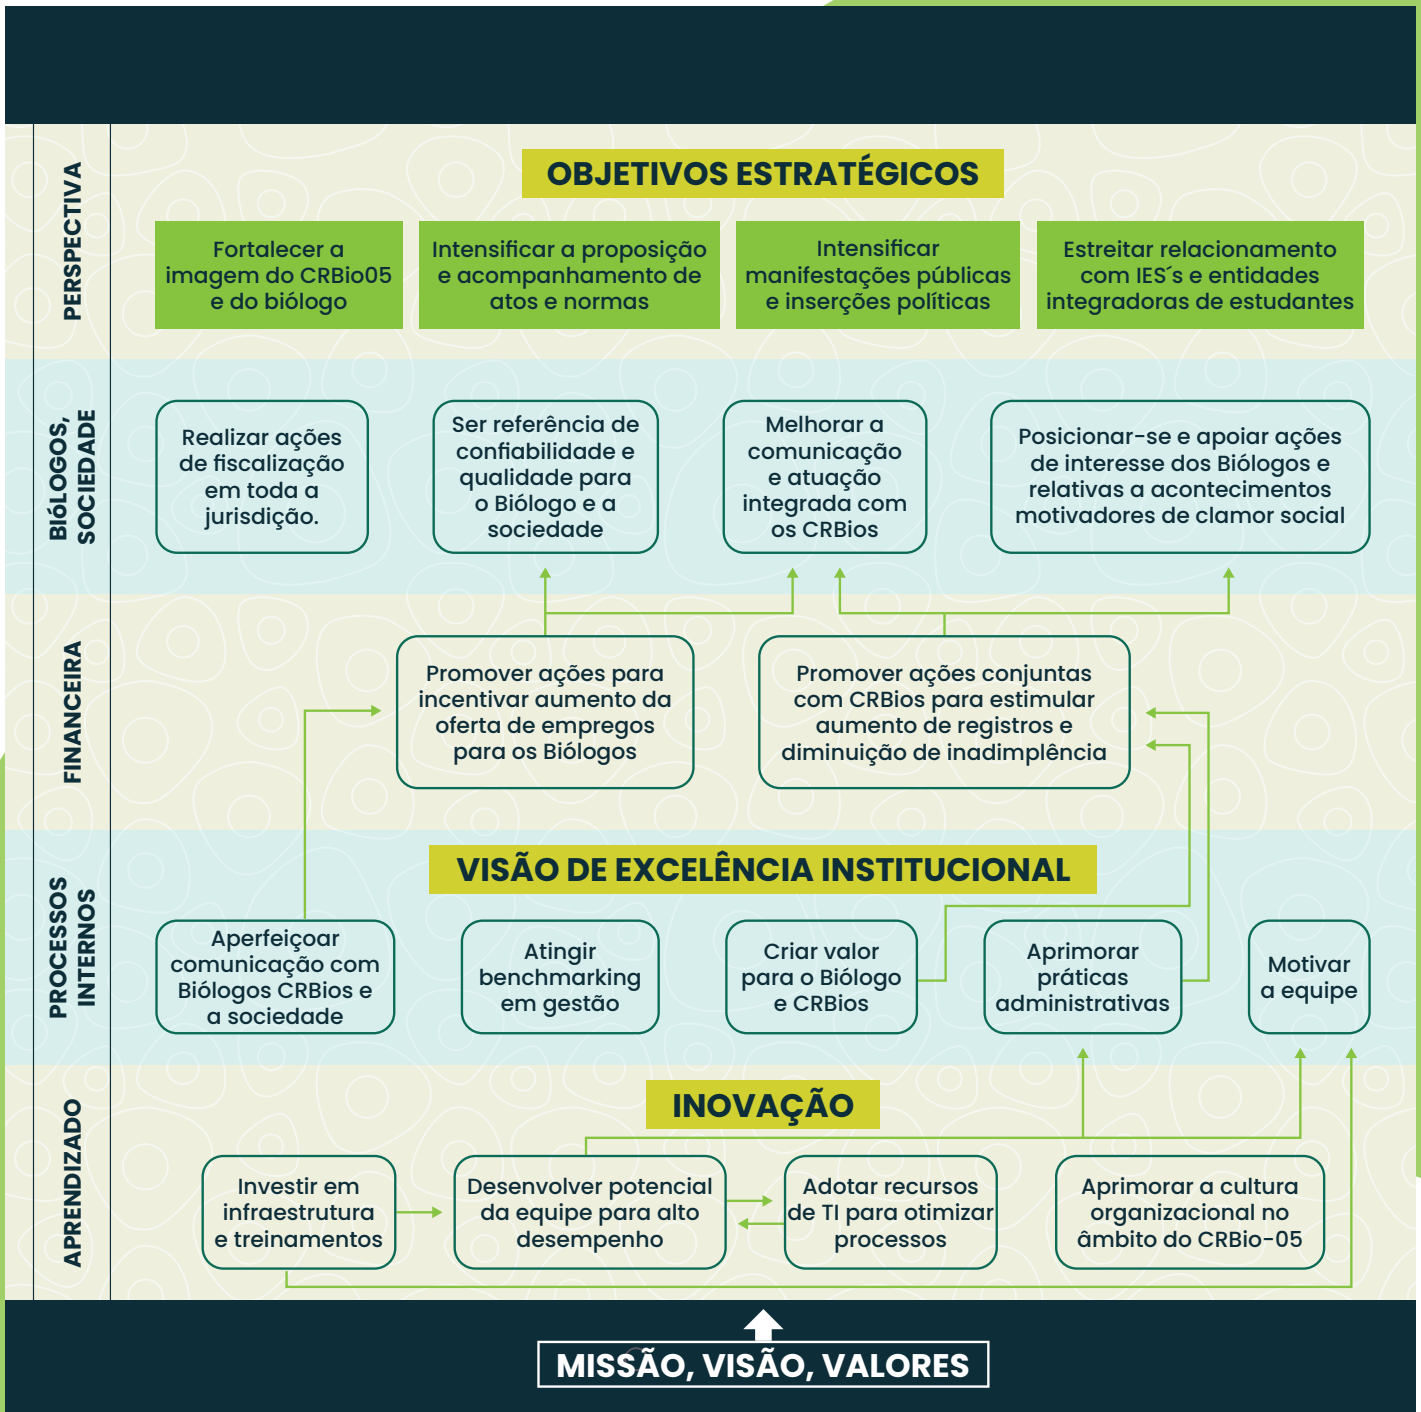 PERSPECTIVA
OBJETIVOS ESTRATÉGICOS
Fortalecer a
imagem do CRBio05
e do biólogo
Intensificar a proposição
e acompanhamento de
atos e normas
Intensificar
manifestações públicas
e inserções políticas
Estreitar relacionamento
com IES´s e entidades
integradoras de estudantes
BIóLOGOS,
SOCIEDADE
Realizar ações
de fiscalização
em toda a
jurisdição.
Ser referência de
confiabilidade e
qualidade para
o Biólogo e a
sociedade
Melhorar a
comunicação
e atuação
integrada com
os CRBios
Posicionar-se e apoiar ações
de interesse dos Biólogos e
relativas a acontecimentos
motivadores de clamor social
FINANCEIRA
Promover ações para
incentivar aumento da
oferta de empregos
para os Biólogos
Promover ações conjuntas
com CRBios para estimular
aumento de registros e
diminuição de inadimplência
PROCESSOS
INTERNOS
VISÃO DE EXCELÊNCIA INSTITUCIONAL
Aperfeiçoar
comunicação com
Biólogos CRBios e
a sociedade
Atingir
benchmarking
em gestão
Criar valor
para o Biólogo
e CRBios
Aprimorar
práticas
administrativas
Motivar
a equipe
APRENDIZADO
INOVAÇÃO
Investir em
infraestrutura
e treinamentos
Desenvolver potencial
da equipe para alto
desempenho
Adotar recursos
de TI para otimizar
processos
Aprimorar a cultura
organizacional no
âmbito do CRBio-05
MISSÃO, VISÃO, VALORES